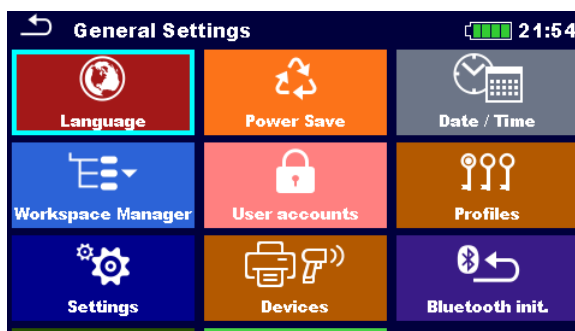 General Settings 21:54
Language Power Save Date / Time
Workspace Manager User accounts Profiles
Settings Devices Bluetooth init.